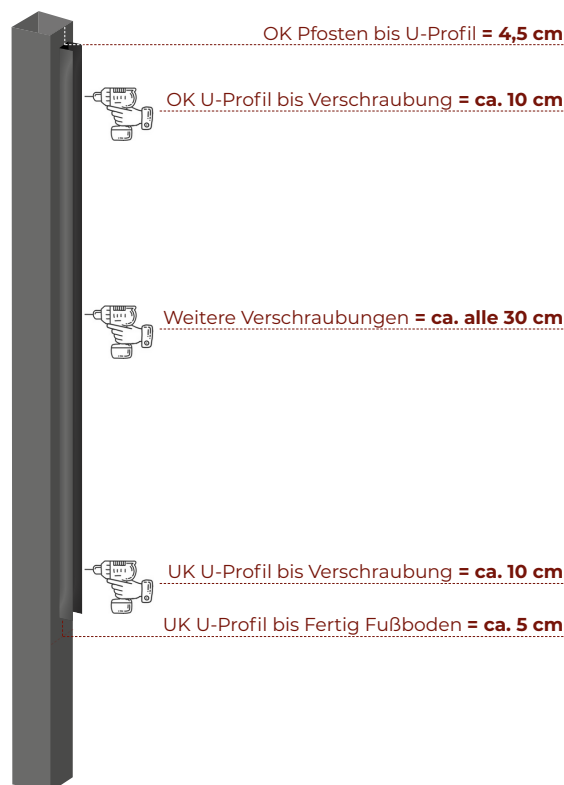 OK Pfosten bis U-Profil = 4,5 cm
OK U-Profil bis Verschraubung = ca. 10 cm
Weitere Verschraubungen = ca. alle 30 cm
UK U-Profil bis Verschraubung = ca. 10 cm
UK U-Profil bis Fertig Fußboden = ca. 5 cm